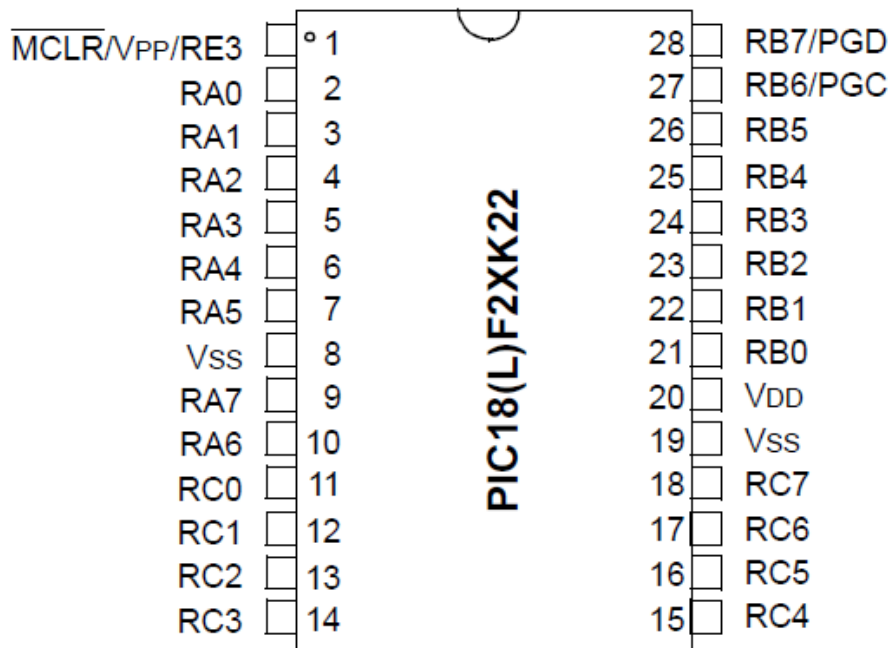 MCLR/VPP/RE3 1 28 RB7/PGD
RA0 2 27 RB6/PGC
RA1 3 26 RB5
RA2 4 25 RB4
RA3 5 24 RB3
RA4 6 23 RB2
RA5 7 22 RB1
VSS 8 21 RB0
RA7 9 20 VDD
RA6 10 19 VSS
RC0 11 18 RC7
RC1 12 17 RC6
RC2 13 16 RC5
RC3 14 15 RC4
PIC18(L)F2XK22